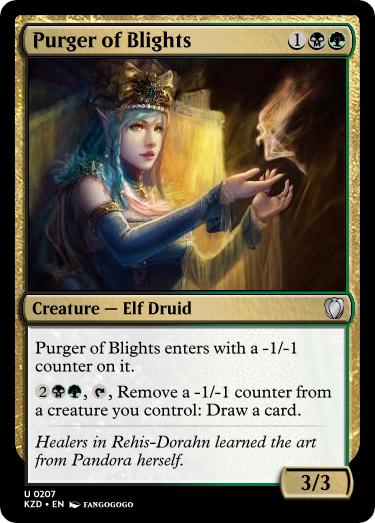 Purger of Blights 1
Creature — Elf Druid
Purger of Blights enters with a -1/-1
counter on it.
2, , Remove a -1/-1 counter from
a creature you control: Draw a card.
Healers in Rehis-Dorahn learned the art
from Pandora herself.
3/3
U 0207
KZD • EN FANGOGOGO